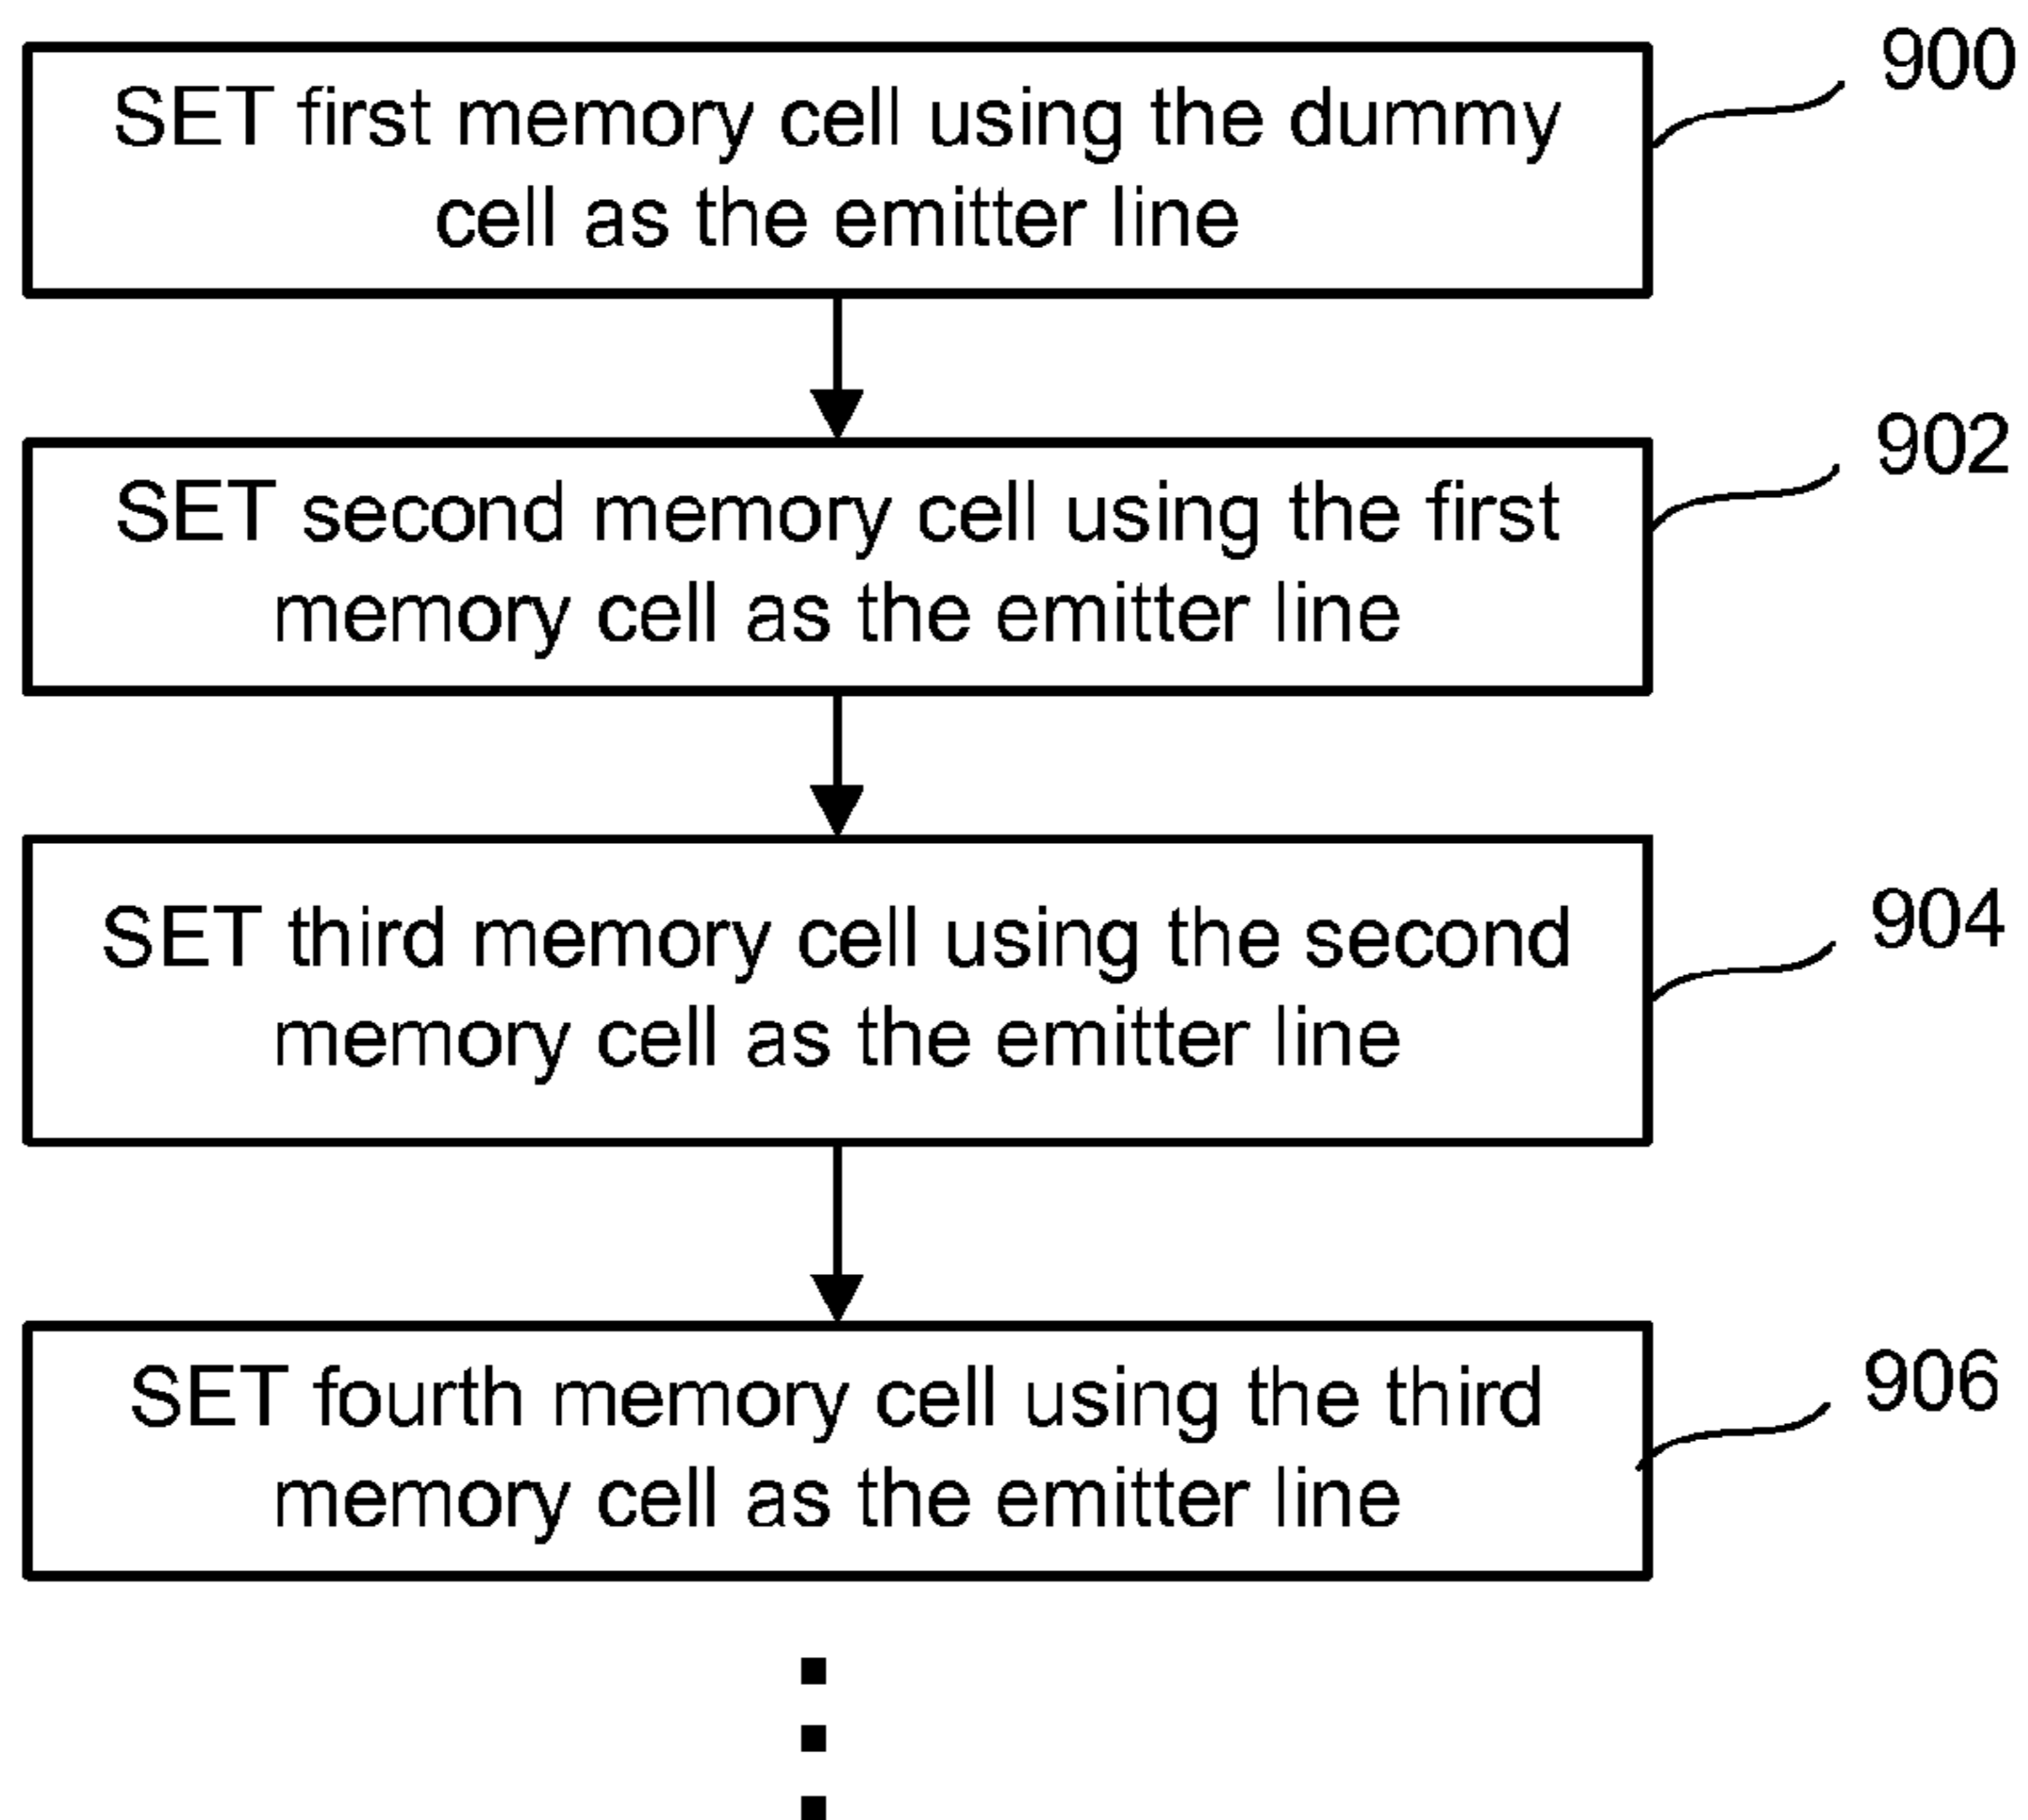 900
SET first memory cell using the dummy
cell as the emitter line
902
SET second memory cell using the first
memory cell as the emitter line
904
SET third memory cell using the second
memory cell as the emitter line
906
SET fourth memory cell using the third
memory cell as the emitter line